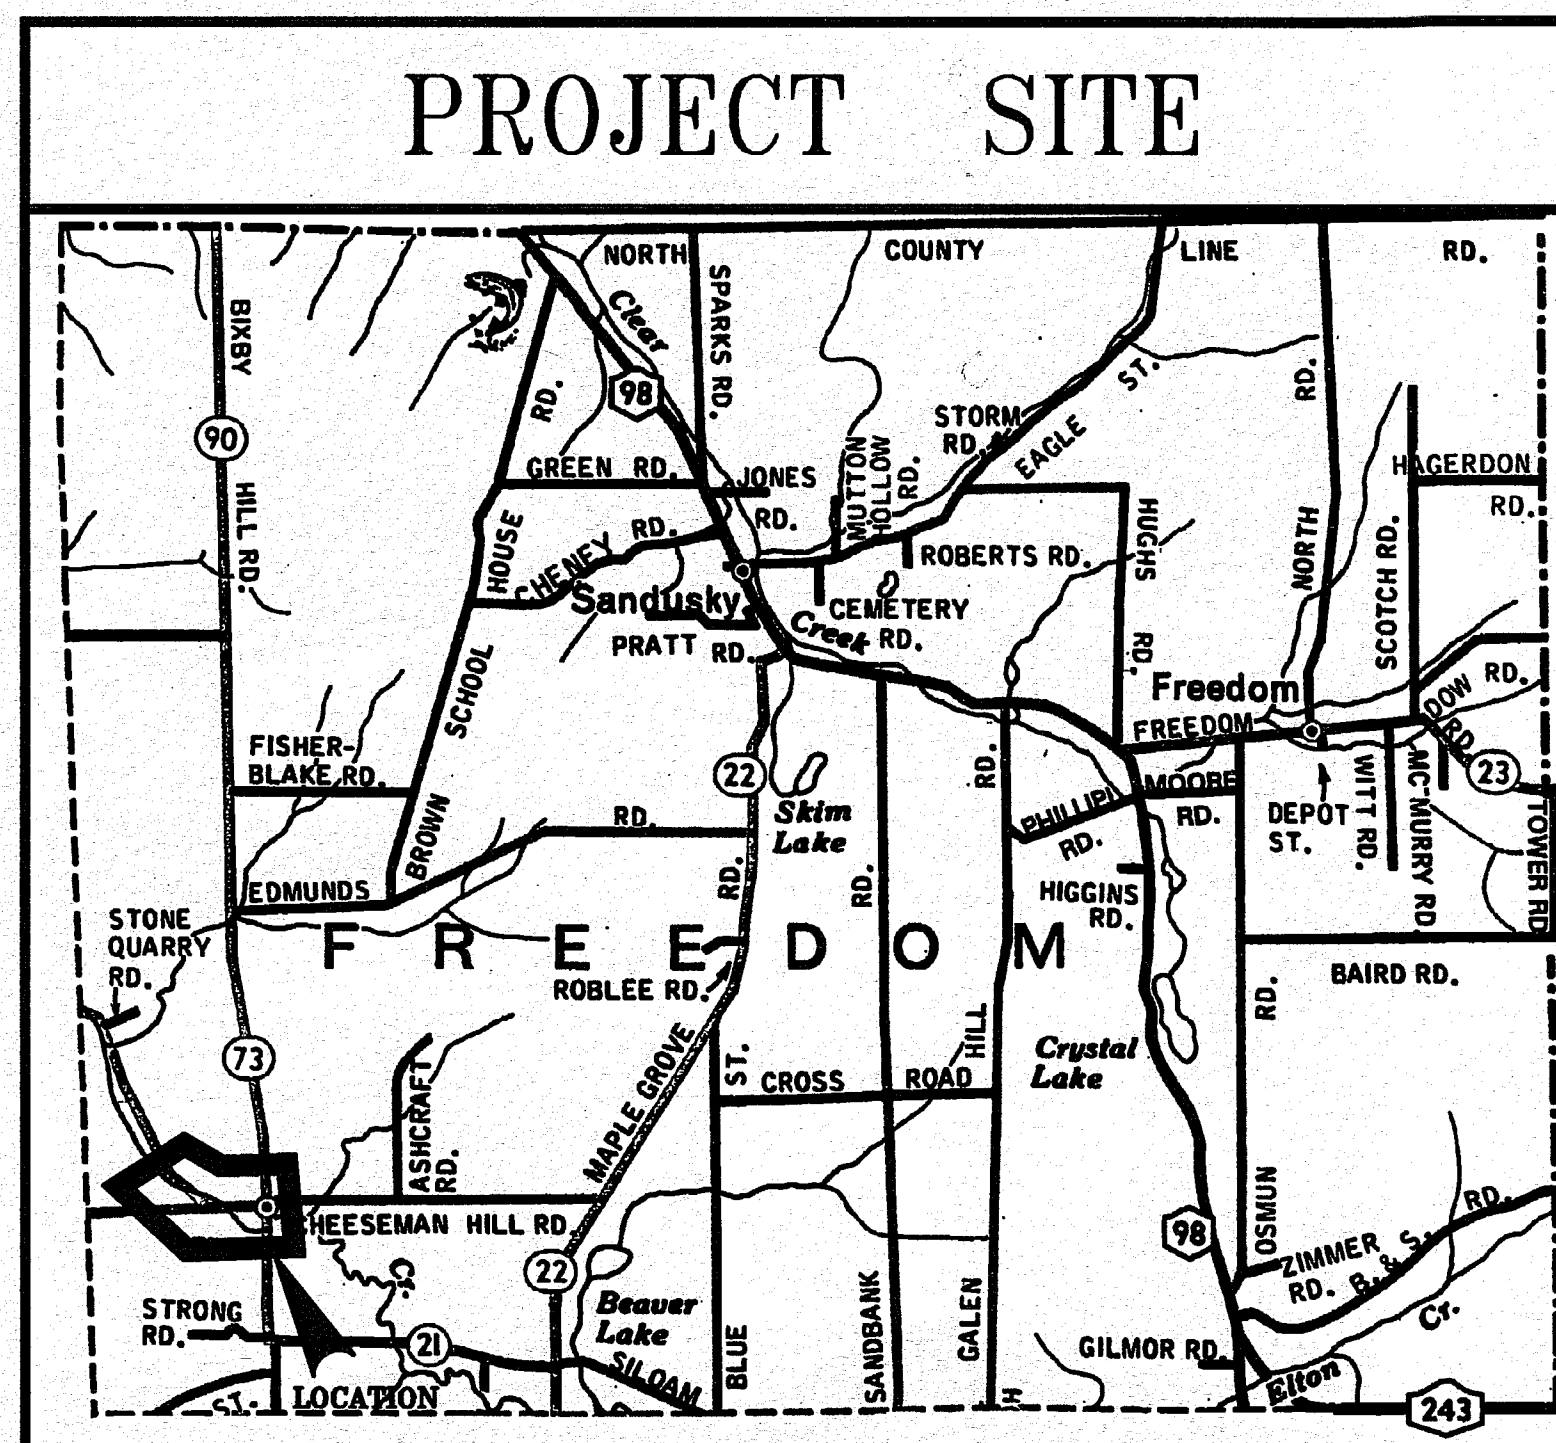 PROJECT SITE
NORTH COUNTY LINE RD.
BIXBY
HILL RD.
90
Clear
SPARKS RD.
98
RD.
GREEN RD.
JONES
RD.
STORM
RD.
EAGLE
ST.
MUTTON
HOLLOW
RD.
HAGERDON
RD.
HOUSE
CHENEY
RD.
ROBERTS RD.
HUGHS
RD.
NORTH
RD.
SCOTCH RD.
Sandusky
CEMETERY
RD.
PRATT RD.
Creek
SCHOOL
Freedom
FREEDOM
DOW RD.
RD.
FISHER-
BLAKE RD.
22
Skim
Lake
RD.
MOORE
RD.
PHILLIPI
RD.
DEPOT
ST.
WITT RD.
MC-MURRY RD.
23
TOWER RD
BROWN
RD.
EDMUNDS
RD.
RD.
HIGGINS
RD.
STONE
QUARRY
RD.
FREEDOM
ROBLEE RD.
BAIRD RD.
RD.
73
ASHCRAFT
RD.
MAPLE GROVE
ST.
CROSS ROAD
HILL
Crystal
Lake
HEESEMAN HILL RD.
OSMUN
98
ZIMMER
RD.
B. & S. RD.
Cr.
22
Beaver
Lake
STRONG
RD.
21
SILOAM
BLUE
SANDBANK
GALEN
H
GILMOR RD.
Cr.
Elton
ST.
LOCATION
243